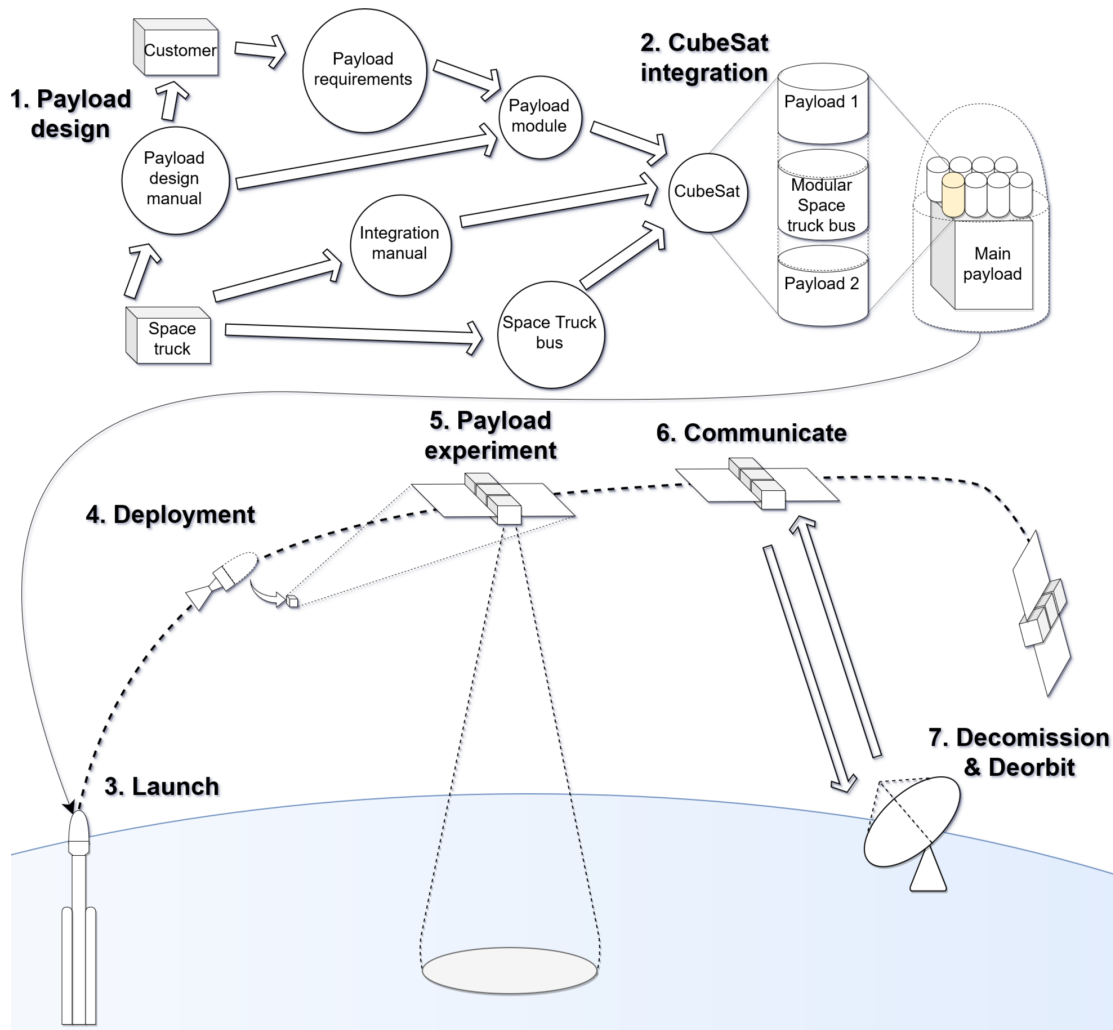 1. Payload
design
Customer
Payload
requirements
Payload
design
manual
Payload
module
Integration
manual
Space
truck
Space Truck
bus
2. CubeSat
integration
CubeSat
Payload 1
Modular
Space
truck bus
Payload 2
Main
payload
3. Launch
4. Deployment
5. Payload
experiment
6. Communicate
7. Decomission
& Deorbit